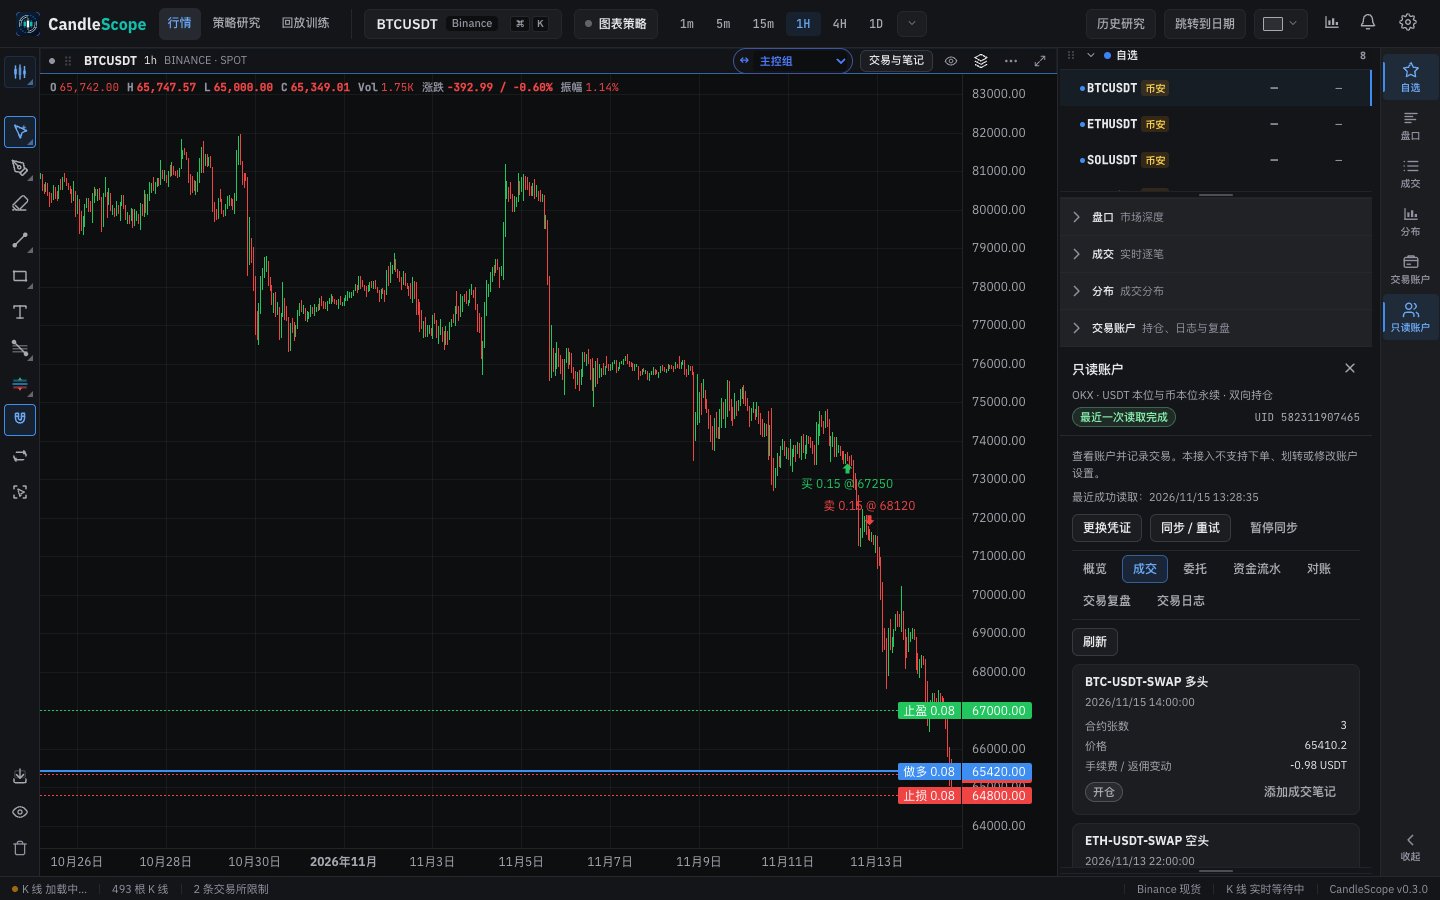 CandleScope 行情 策略研究 回放训练 BTCUSDT Binance ⌘ K 图表策略 1m 5m 15m 1H 4H 1D 历史研究 跳转到日期
BTCUSDT 1h BINANCE · SPOT 主控组 交易与笔记
O 65,742.00 H 65,747.57 L 65,000.00 C 65,349.01 Vol 1.75K 涨跌 -392.99 / -0.60% 振幅 1.14%
83000.00
82000.00
81000.00
80000.00
79000.00
78000.00
77000.00
76000.00
75000.00
74000.00
73000.00
72000.00
71000.00
70000.00
69000.00
68000.00
66000.00
64000.00
买 0.15 @ 67250
卖 0.15 @ 68120
止盈 0.08 67000.00
做多 0.08 65420.00
止损 0.08 64800.00
10月26日 10月28日 10月30日 2026年11月 11月3日 11月5日 11月7日 11月9日 11月11日 11月13日
自选 8
BTCUSDT 币安 — —
ETHUSDT 币安 — —
SOLUSDT 币安 — —
盘口 市场深度
成交 实时逐笔
分布 成交分布
交易账户 持仓、日志与复盘
只读账户
OKX · USDT 本位与币本位永续 · 双向持仓
最近一次读取完成 UID 582311907465
查看账户并记录交易。本接入不支持下单、划转或修改账户
设置。
最近成功读取：2026/11/15 13:28:35
更换凭证 同步 / 重试 暂停同步
概览 成交 委托 资金流水 对账
交易复盘 交易日志
刷新
BTC-USDT-SWAP 多头
2026/11/15 14:00:00
合约张数 3
价格 65410.2
手续费 / 返佣变动 -0.98 USDT
开仓 添加成交笔记
ETH-USDT-SWAP 空头
2026/11/13 22:00:00
自选
盘口
成交
分布
交易账户
只读账户
收起
K 线 加载中... 493 根 K 线 2 条交易所限制 Binance 现货 K 线 实时等待中 CandleScope v0.3.0